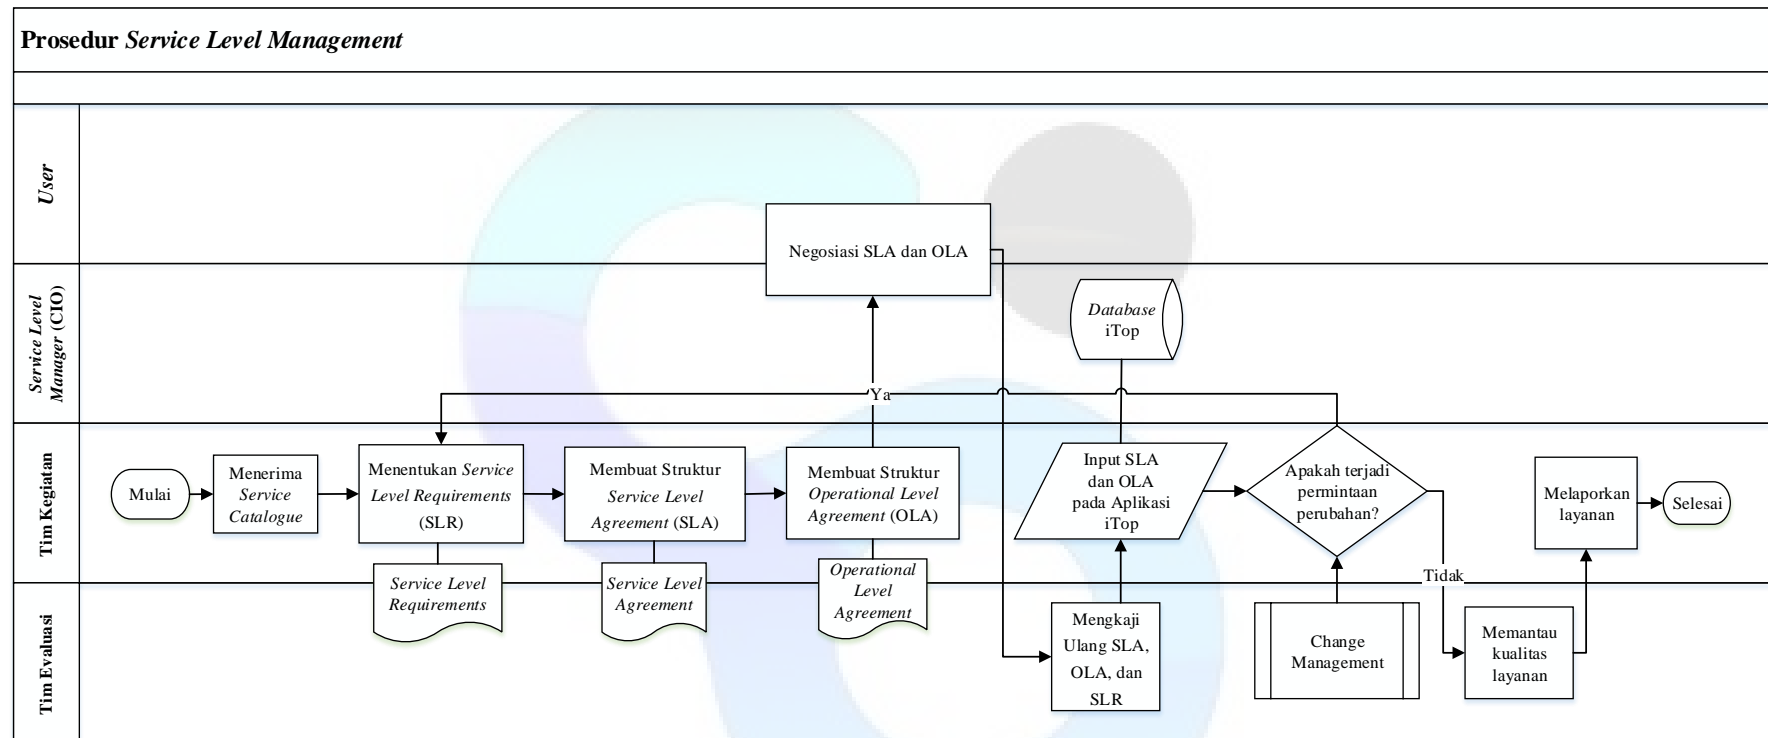 Prosedur Service Level Management
User
Negosiasi SLA dan OLA
Service Level
Manager (CIO)
Database
iTop
Ya
Tim Kegiatan
Mulai
Menerima
Service
Catalogue
Menentukan Service
Level Requirements
(SLR)
Membuat Struktur
Service Level
Agreement (SLA)
Membuat Struktur
Operational Level
Agreement (OLA)
Input SLA
dan OLA
pada Aplikasi
iTop
Apakah terjadi
permintaan
perubahan?
Melaporkan
layanan
Selesai
Tidak
Tim Evaluasi
Service Level
Requirements
Service Level
Agreement
Operational
Level
Agreement
Mengkaji
Ulang SLA,
OLA, dan
SLR
Change
Management
Memantau
kualitas
layanan